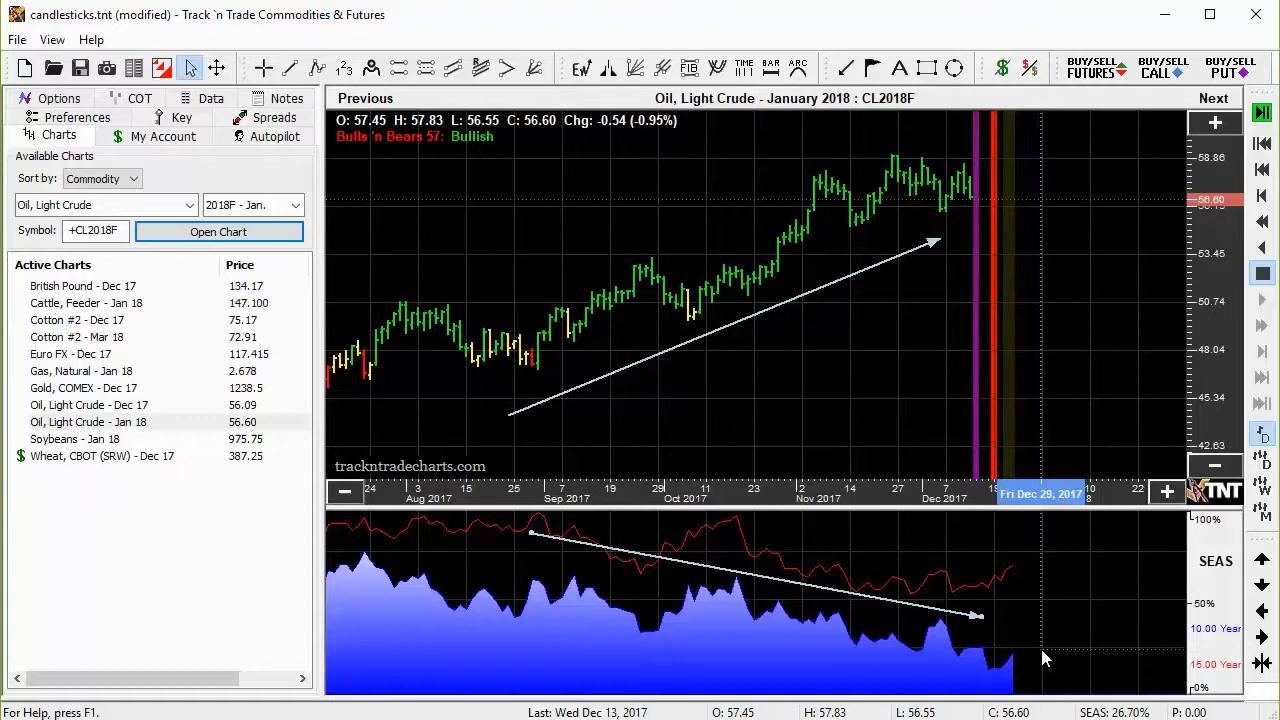 candlesticks.tnt (modified) - Track `n Trade Commodities & Futures
File View Help
Ew 123 TIME BAR ARC BUY/SELL FUTURES BUY/SELL CALL BUY/SELL PUT
Options COT Data Notes
Preferences Key Spreads
Charts My Account Autopilot
Available Charts
Sort by: Commodity
Oil, Light Crude 2018F - Jan.
Symbol: +CL2018F Open Chart
Active Charts Price
British Pound - Dec 17 134.17
Cattle, Feeder - Jan 18 147.100
Cotton #2 - Dec 17 75.17
Cotton #2 - Mar 18 72.91
Euro FX - Dec 17 117.415
Gas, Natural - Jan 18 2.678
Gold, COMEX - Dec 17 1238.5
Oil, Light Crude - Dec 17 56.09
Oil, Light Crude - Jan 18 56.60
Soybeans - Jan 18 975.75
$ Wheat, CBOT (SRW) - Dec 17 387.25
Previous Oil, Light Crude - January 2018 : CL2018F Next
O: 57.45 H: 57.83 L: 56.55 C: 56.60 Chg: -0.54 (-0.95%)
Bulls 'n Bears 57: Bullish
58.86
56.60
53.45
50.74
48.04
45.34
42.63
trackntradecharts.com
24 3 15 25 7 29 11 2 14 27 7 10 22
Aug 2017 Sep 2017 Oct 2017 Nov 2017 Dec 2017 Fri Dec 29, 2017
TNT
D
D
W
M
100%
SEAS
50%
10.00 Year
15.00 Year
0%
For Help, press F1. Last: Wed Dec 13, 2017 O: 57.45 H: 57.83 L: 56.55 C: 56.60 SEAS: 26.70% P: 0.00